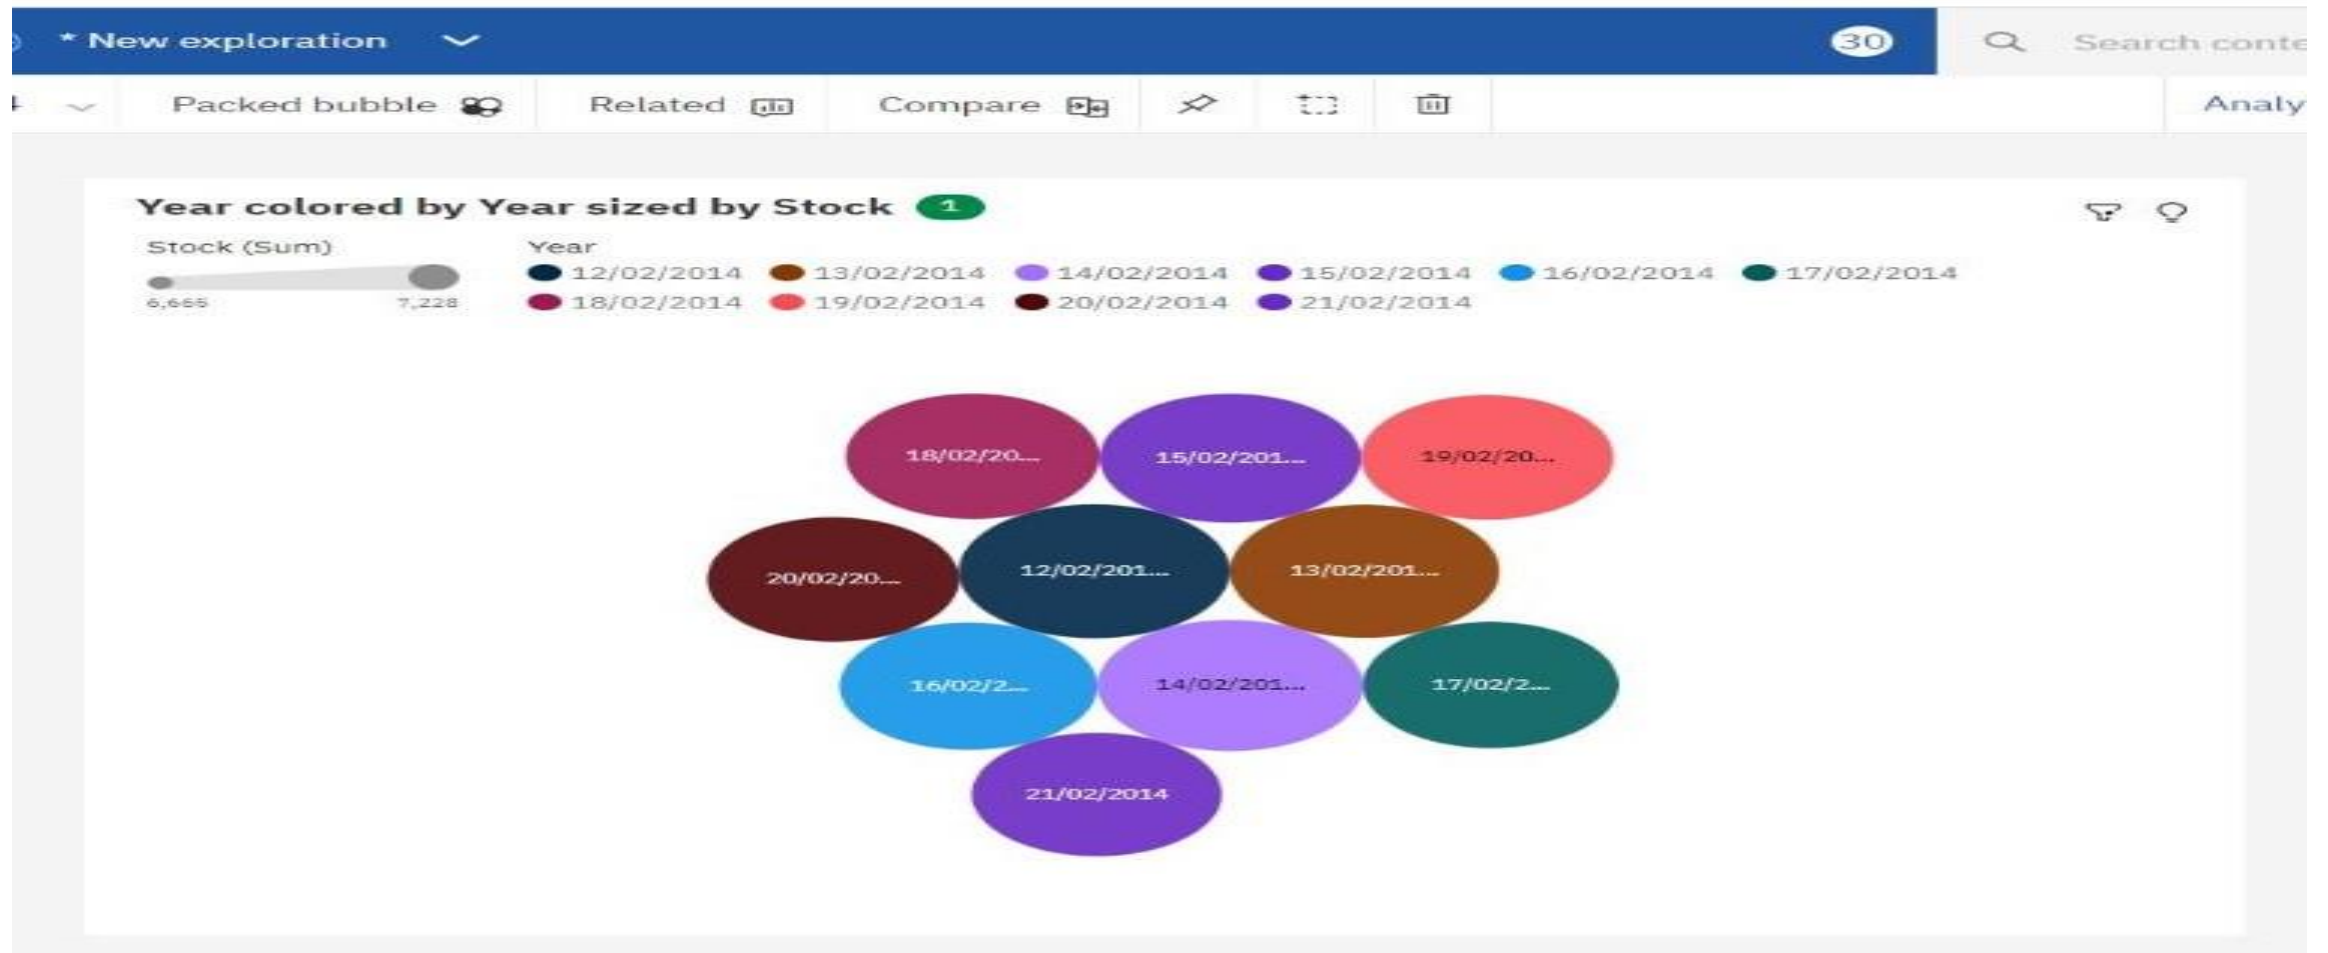 * New exploration 30 Search conte
Packed bubble Related Compare Analy
Year colored by Year sized by Stock 1
Stock (Sum) Year
12/02/2014 13/02/2014 14/02/2014 15/02/2014 16/02/2014 17/02/2014
6,665 7,228 18/02/2014 19/02/2014 20/02/2014 21/02/2014
18/02/20... 15/02/201... 19/02/20...
20/02/20... 12/02/201... 13/02/201...
16/02/2... 14/02/201... 17/02/2...
21/02/2014